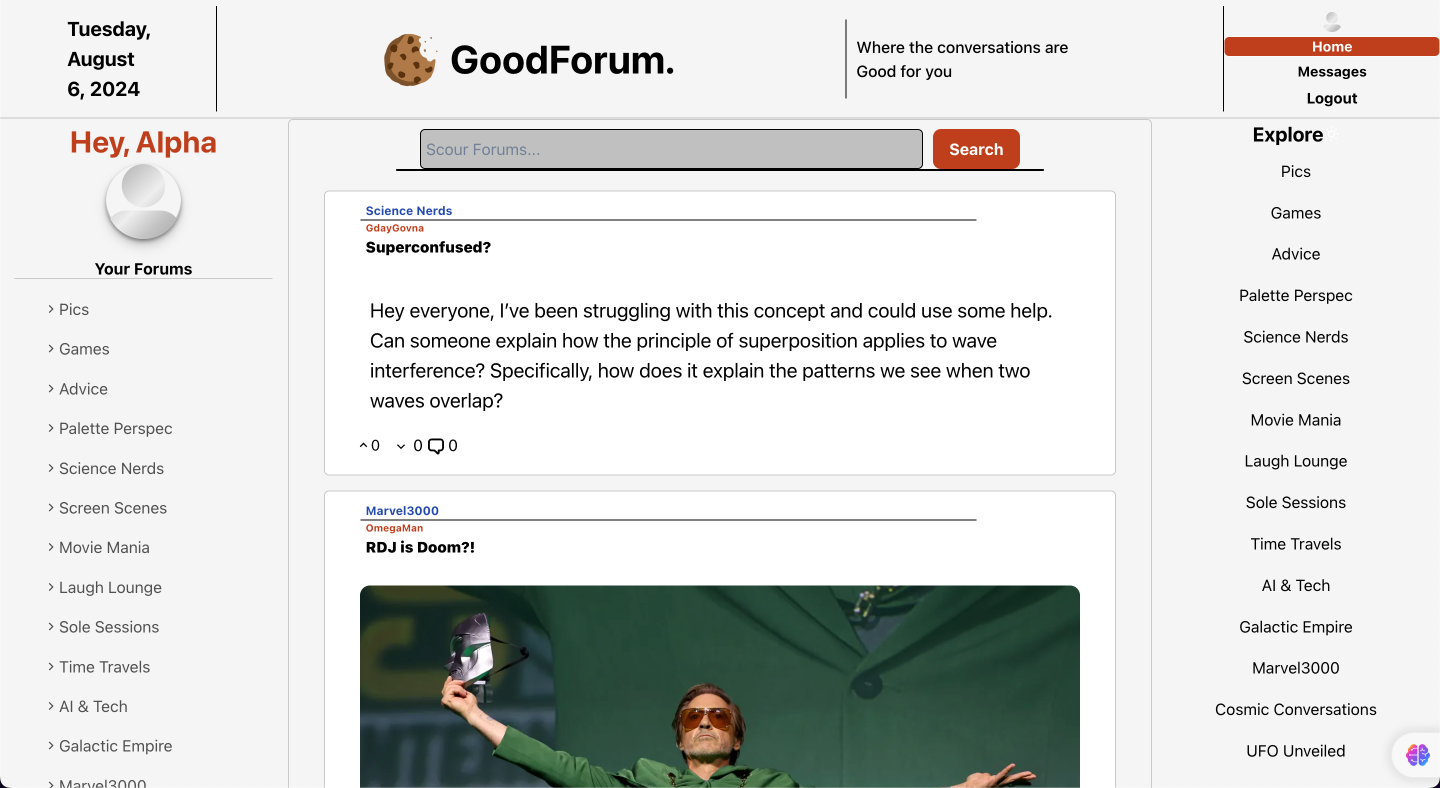 Tuesday,
August
6, 2024
GoodForum.
Where the conversations are
Good for you
Home
Messages
Logout
Hey, Alpha
Your Forums
Pics
Games
Advice
Palette Perspec
Science Nerds
Screen Scenes
Movie Mania
Laugh Lounge
Sole Sessions
Time Travels
AI & Tech
Galactic Empire
Marvel3000
Scour Forums...
Search
Science Nerds
GdayGovna
Superconfused?
Hey everyone, I’ve been struggling with this concept and could use some help.
Can someone explain how the principle of superposition applies to wave
interference? Specifically, how does it explain the patterns we see when two
waves overlap?
0 0 0
Marvel3000
OmegaMan
RDJ is Doom?!
Explore
Pics
Games
Advice
Palette Perspec
Science Nerds
Screen Scenes
Movie Mania
Laugh Lounge
Sole Sessions
Time Travels
AI & Tech
Galactic Empire
Marvel3000
Cosmic Conversations
UFO Unveiled